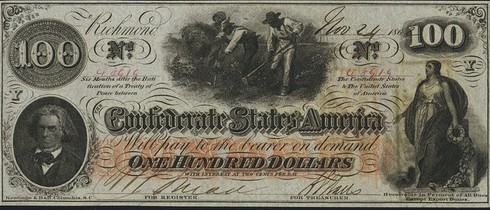 Richmond Nov 24 186
100 100
No. No.
Six Months after the Rati
fication of a Treaty of
Peace between
The Confederate States
& The United States
of America
Y Y
Confederate States America
Will pay to the bearer on demand
ONE HUNDRED DOLLARS
WITH INTEREST AT TWO CENTS PER DAY
FOR REGISTER. FOR TREASURER.
Keatinge & Ball, Columbia, S.C.
Receivable in Payment of All Dues
Except Export Duties.